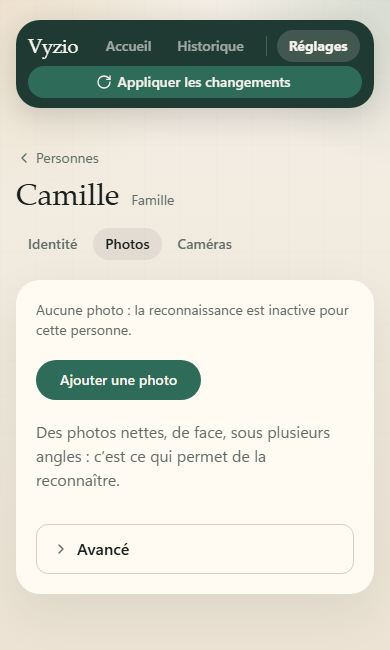 Vyzio Accueil Historique Réglages
Appliquer les changements
Personnes
Camille Famille
Identité Photos Caméras
Aucune photo : la reconnaissance est inactive pour
cette personne.
Ajouter une photo
Des photos nettes, de face, sous plusieurs
angles : c’est ce qui permet de la
reconnaître.
Avancé